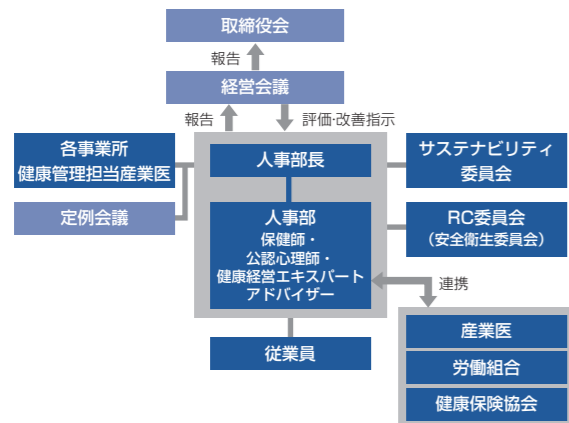 取締役会
報告
経営会議
報告
評価・改善指示
各事業所
健康管理担当産業医
定例会議
人事部長
人事部
保健師・
公認心理師・
健康経営エキスパート
アドバイザー
サステナビリティ
委員会
RC委員会
（安全衛生委員会）
連携
従業員
産業医
労働組合
健康保険協会